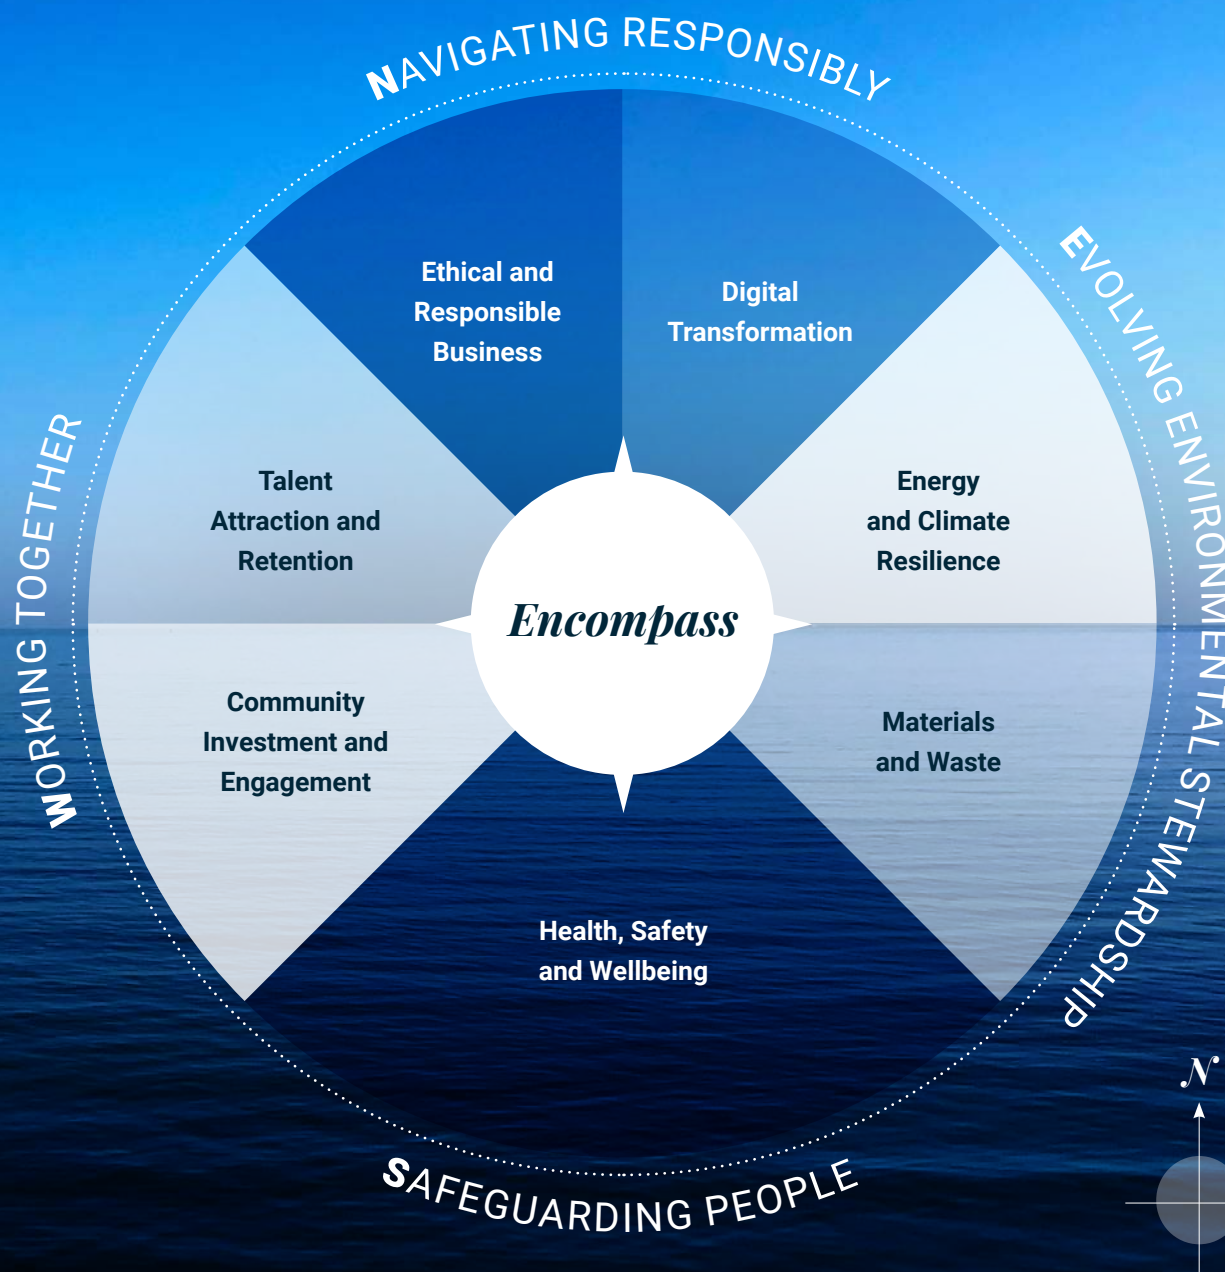 NAVIGATING RESPONSIBLY
Ethical and
Responsible
Business
Digital
Transformation
EVOLVING ENVIRONMENTAL STEWARDSHIP
Talent
Attraction and
Retention
Energy
and Climate
Resilience
WORKING TOGETHER
Encompass
Community
Investment and
Engagement
Materials
and Waste
Health, Safety
and Wellbeing
SAFEGUARDING PEOPLE
N